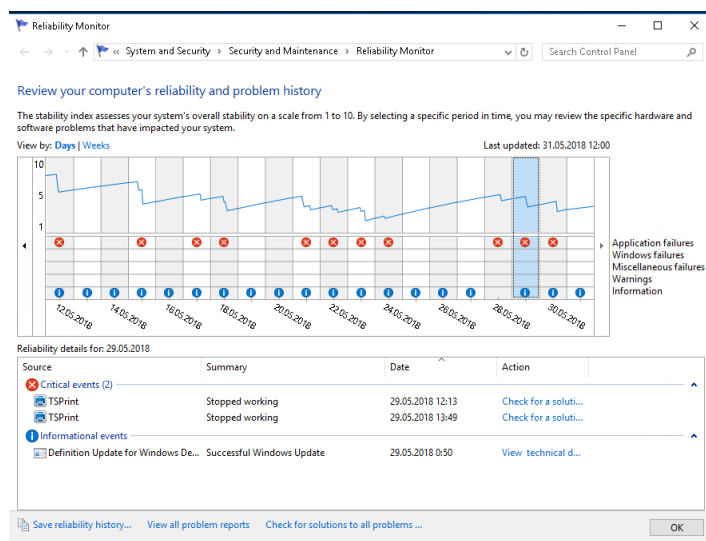 Reliability Monitor
« System and Security › Security and Maintenance › Reliability Monitor
Search Control Panel
Review your computer's reliability and problem history
The stability index assesses your system's overall stability on a scale from 1 to 10. By selecting a specific period in time, you may review the specific hardware and
software problems that have impacted your system.
View by: Days | Weeks
Last updated: 31.05.2018 12:00
10
5
1
Application failures
Windows failures
Miscellaneous failures
Warnings
Information
12.05.2018 14.05.2018 16.05.2018 18.05.2018 20.05.2018 22.05.2018 24.05.2018 26.05.2018 28.05.2018 30.05.2018
Reliability details for: 29.05.2018
Source Summary Date Action
Critical events (2)
TSPrint Stopped working 29.05.2018 12:13 Check for a soluti...
TSPrint Stopped working 29.05.2018 13:49 Check for a soluti...
Informational events
Definition Update for Windows De... Successful Windows Update 29.05.2018 0:50 View technical d...
Save reliability history... View all problem reports Check for solutions to all problems ...
OK